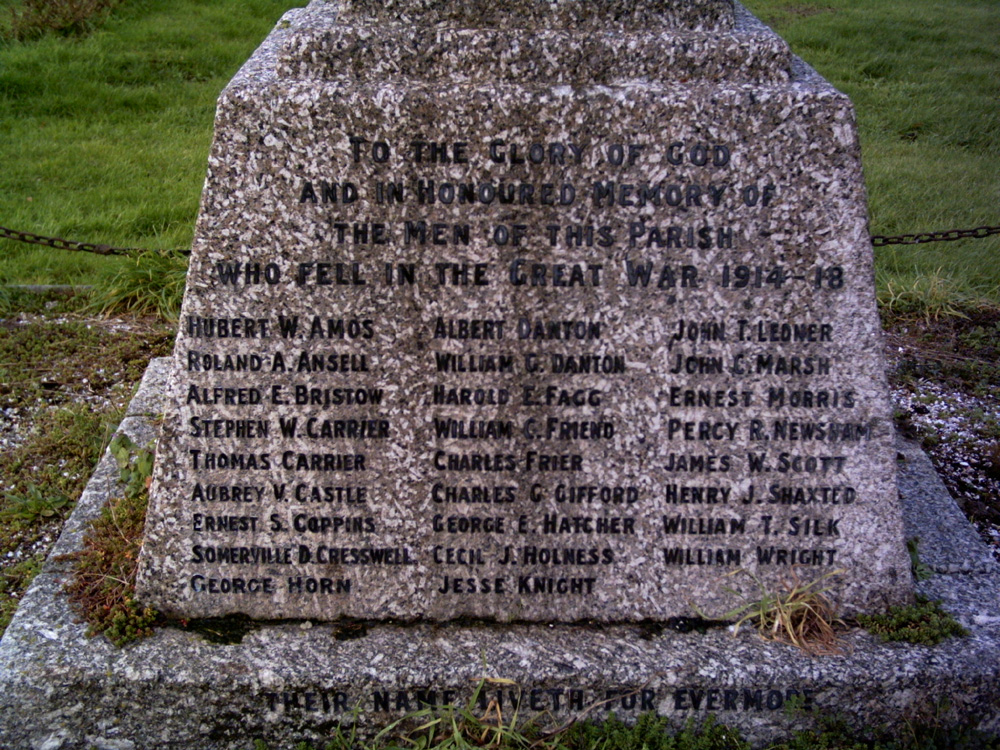 TO THE GLORY OF GOD
AND IN HONOURED MEMORY OF
THE MEN OF THIS PARISH
WHO FELL IN THE GREAT WAR 1914-18
HUBERT W. AMOS
ROLAND A. ANSELL
ALFRED E. BRISTOW
STEPHEN W. CARRIER
THOMAS CARRIER
AUBREY V. CASTLE
ERNEST S. COPPINS
SOMERVILLE D. CRESSWELL
GEORGE HORN
ALBERT DANTON
WILLIAM G. DANTON
HAROLD E. FAGG
WILLIAM C. FRIEND
CHARLES FRIER
CHARLES G. GIFFORD
GEORGE E. HATCHER
CECIL J. HOLNESS
JESSE KNIGHT
JOHN T. LEONER
JOHN C. MARSH
ERNEST MORRIS
PERCY R. NEWSHAM
JAMES W. SCOTT
HENRY J. SHAXTED
WILLIAM T. SILK
WILLIAM WRIGHT
THEIR NAME LIVETH FOR EVERMORE